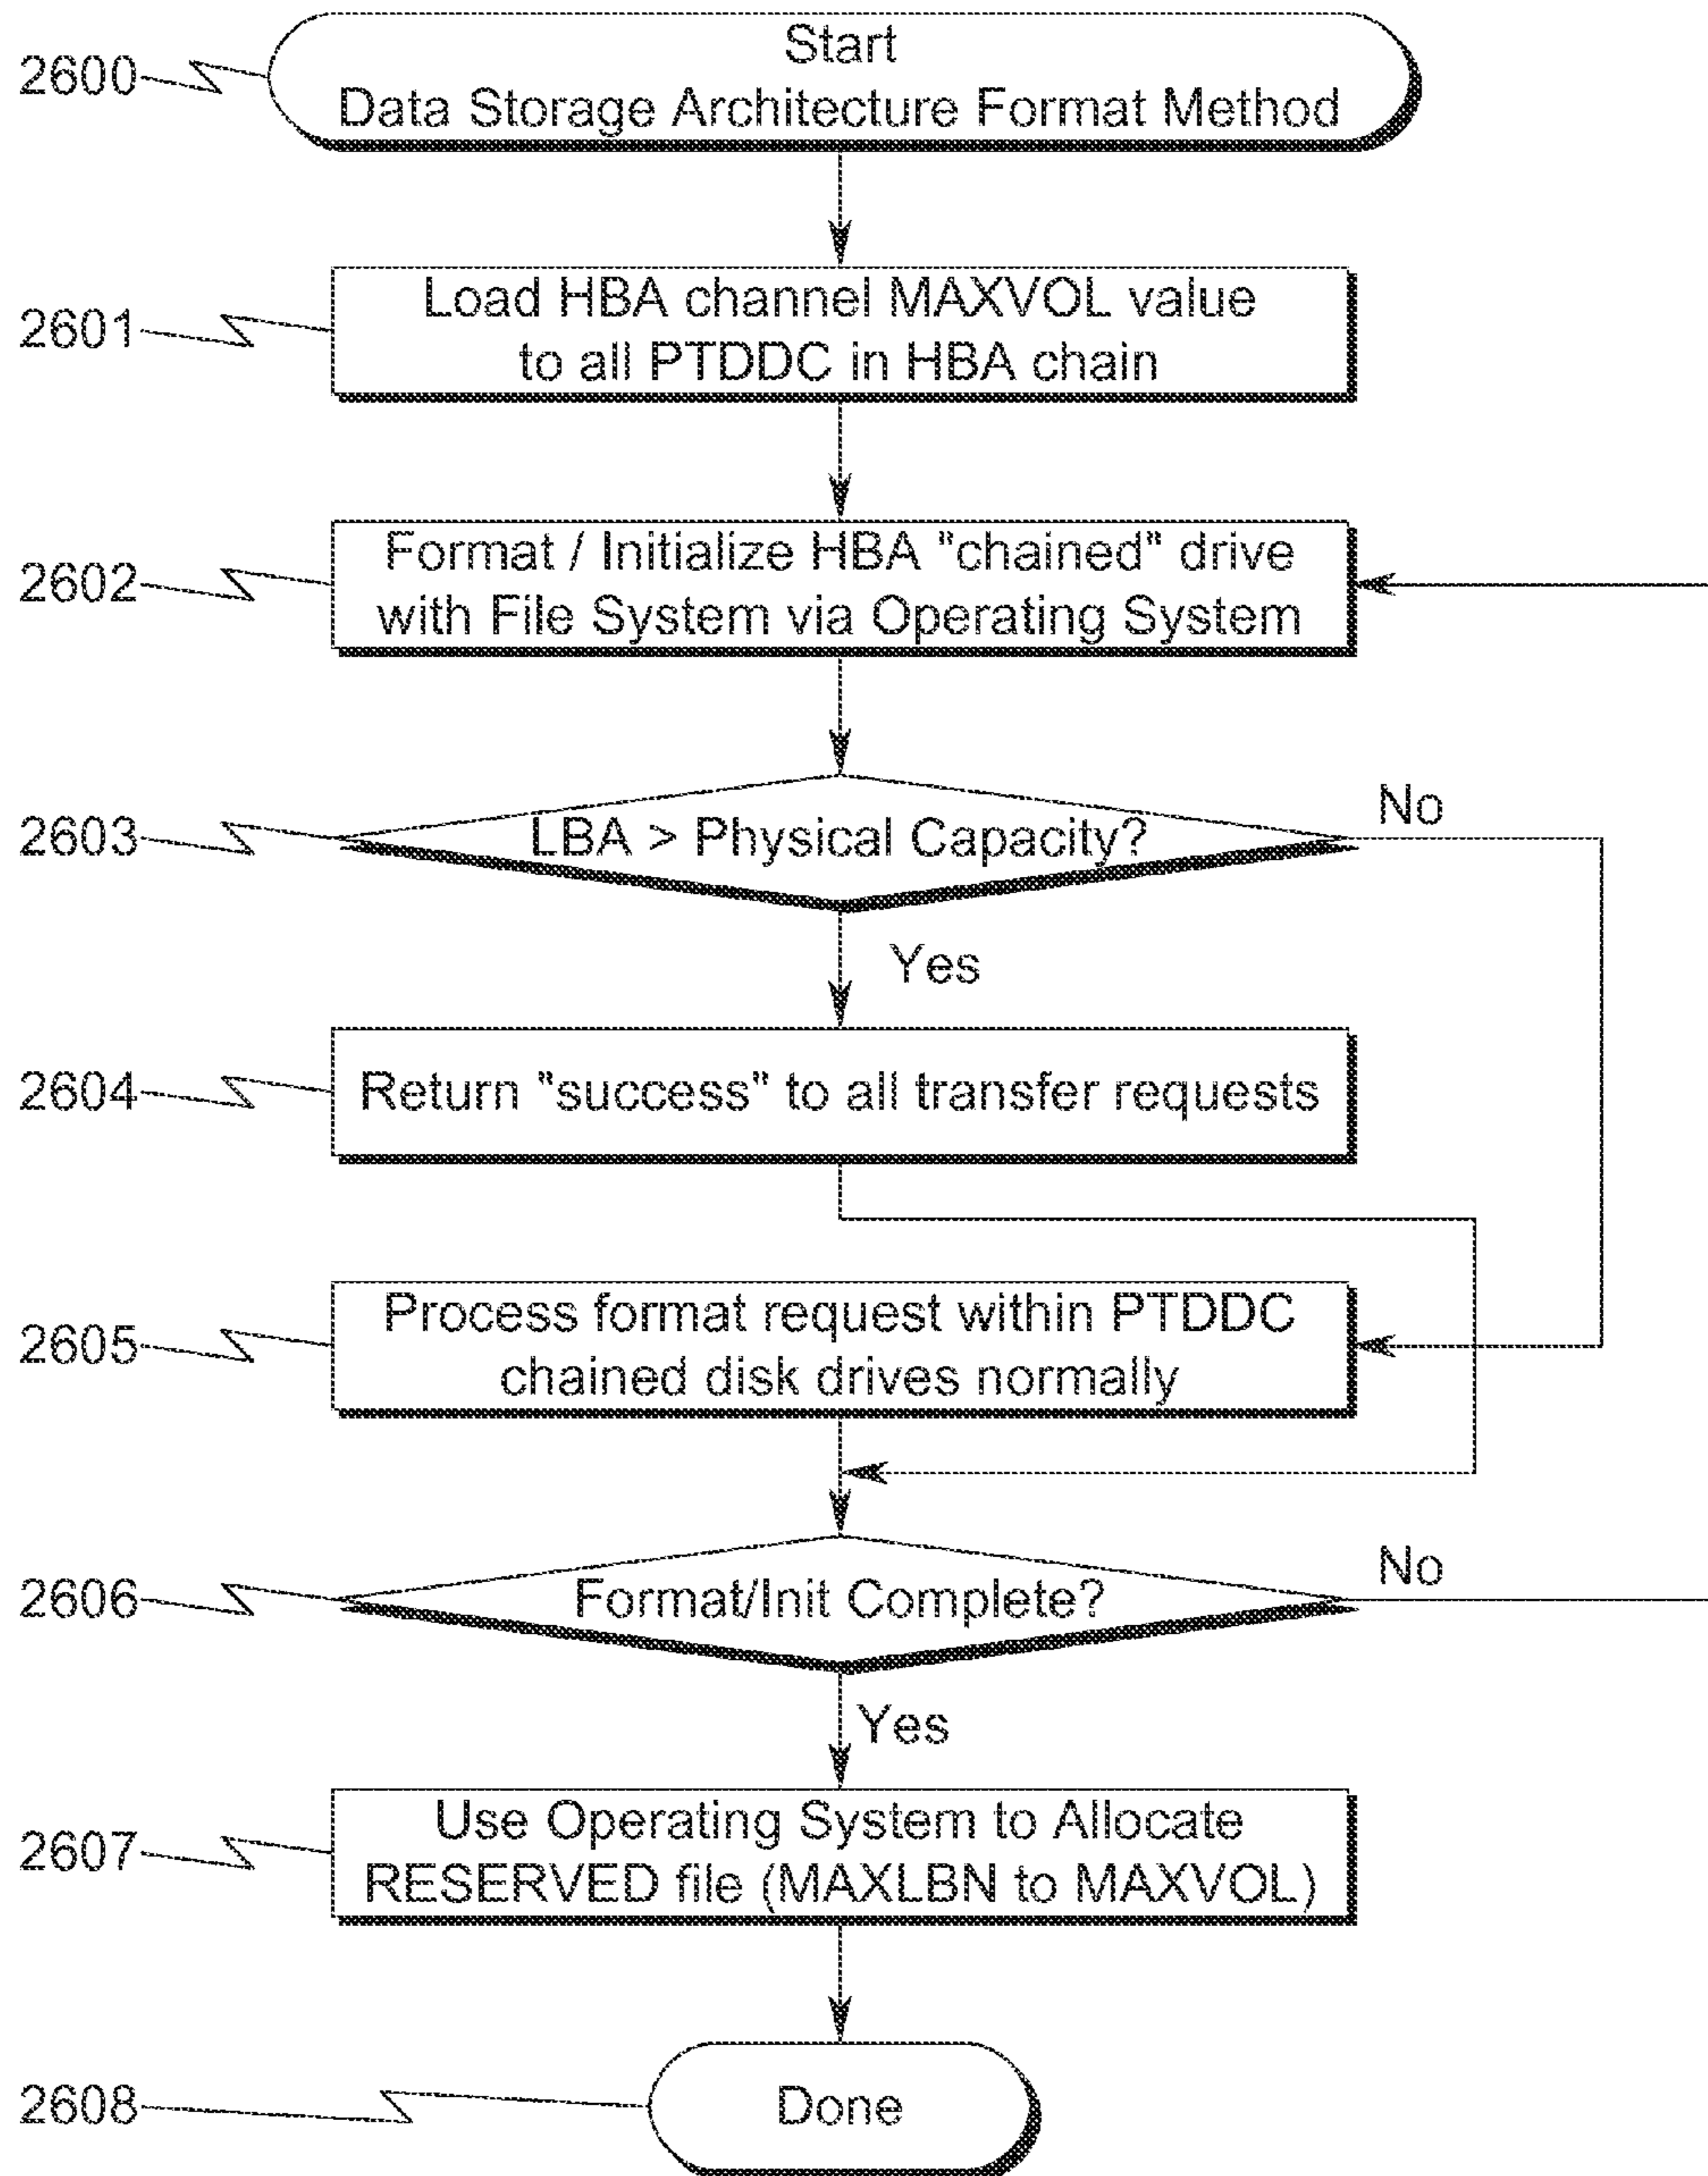 2600
Start
Data Storage Architecture Format Method
2601
Load HBA channel MAXVOL value
to all PTDDC in HBA chain
2602
Format / Initialize HBA "chained" drive
with File System via Operating System
2603
LBA > Physical Capacity?
No
Yes
2604
Return "success" to all transfer requests
2605
Process format request within PTDDC
chained disk drives normally
2606
Format/Init Complete?
No
Yes
2607
Use Operating System to Allocate
RESERVED file (MAXLBN to MAXVOL)
2608
Done